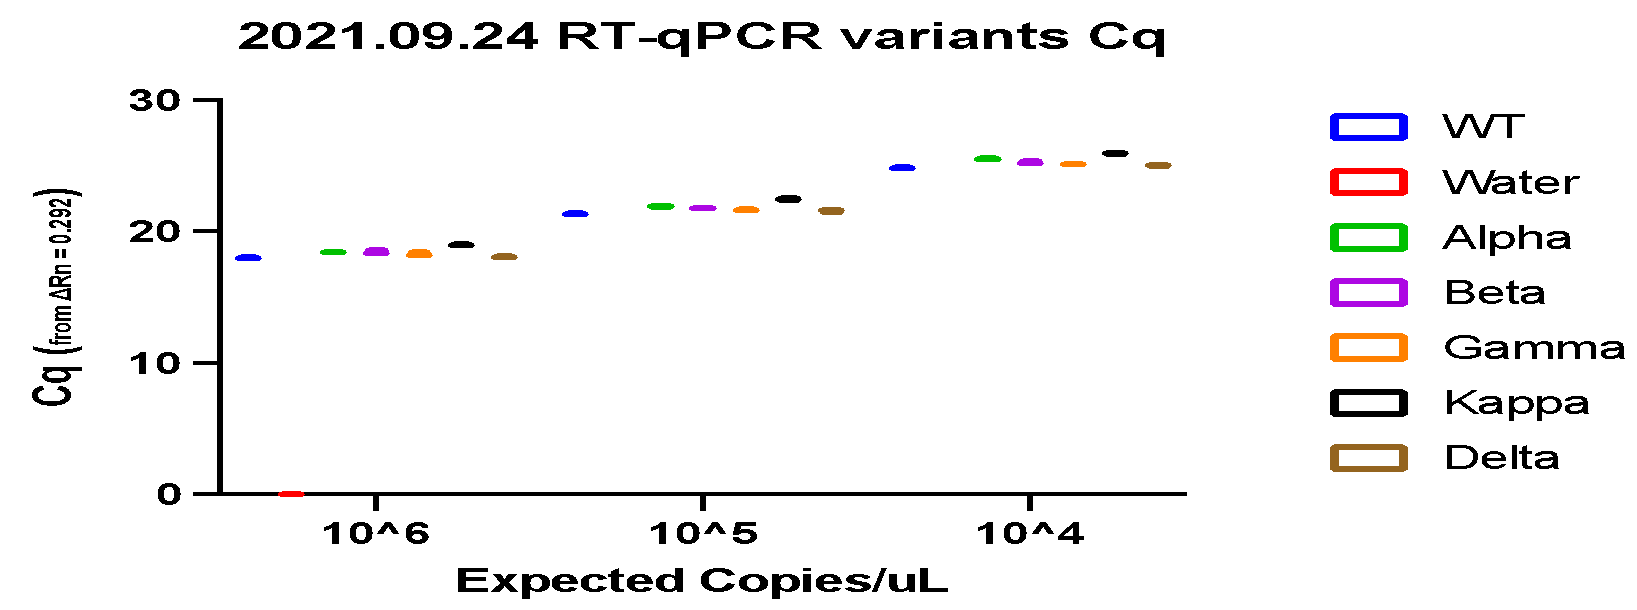 2021.09.24 RT-qPCR variants Cq
Cq (from ΔRn = 0.292)
30
20
10
0
10^6
10^5
10^4
Expected Copies/uL
WT
Water
Alpha
Beta
Gamma
Kappa
Delta